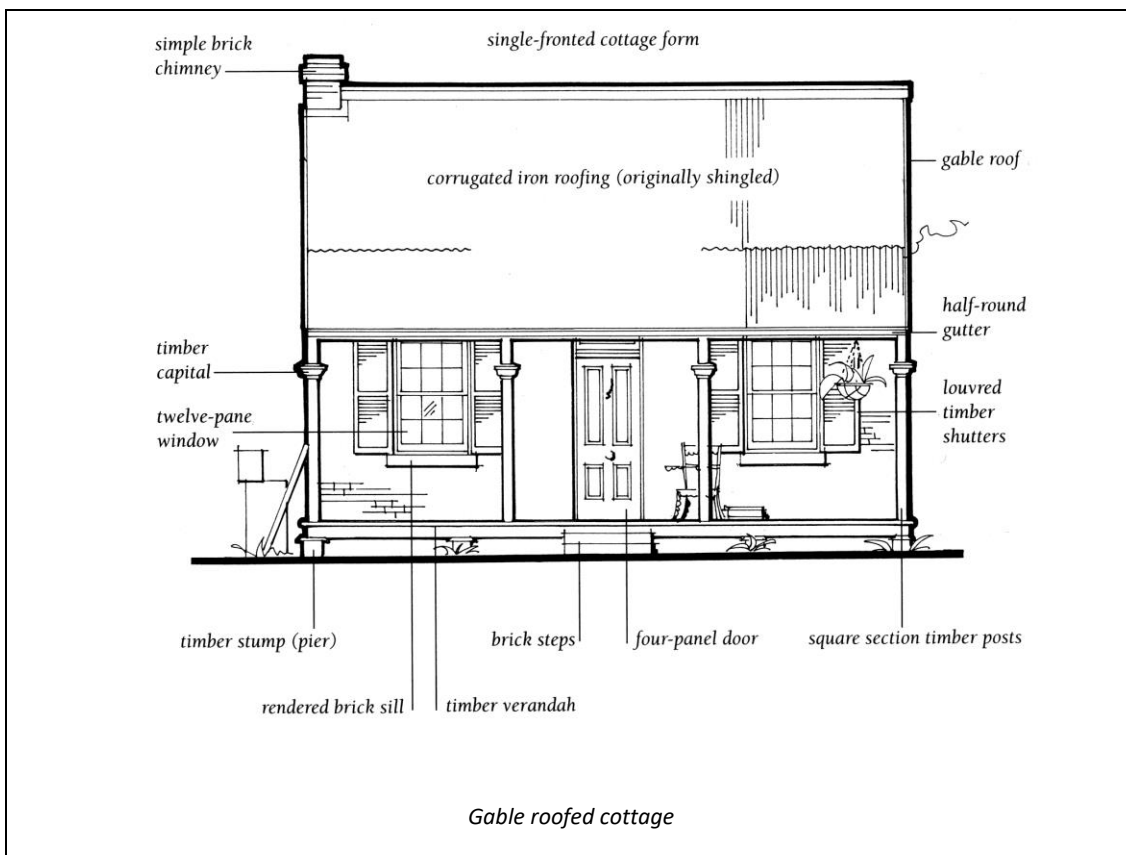 single-fronted cottage form
simple brick
chimney
corrugated iron roofing (originally shingled)
gable roof
half-round
gutter
timber
capital
twelve-pane
window
louvred
timber
shutters
timber stump (pier)
brick steps
four-panel door
square section timber posts
rendered brick sill
timber verandah
Gable roofed cottage